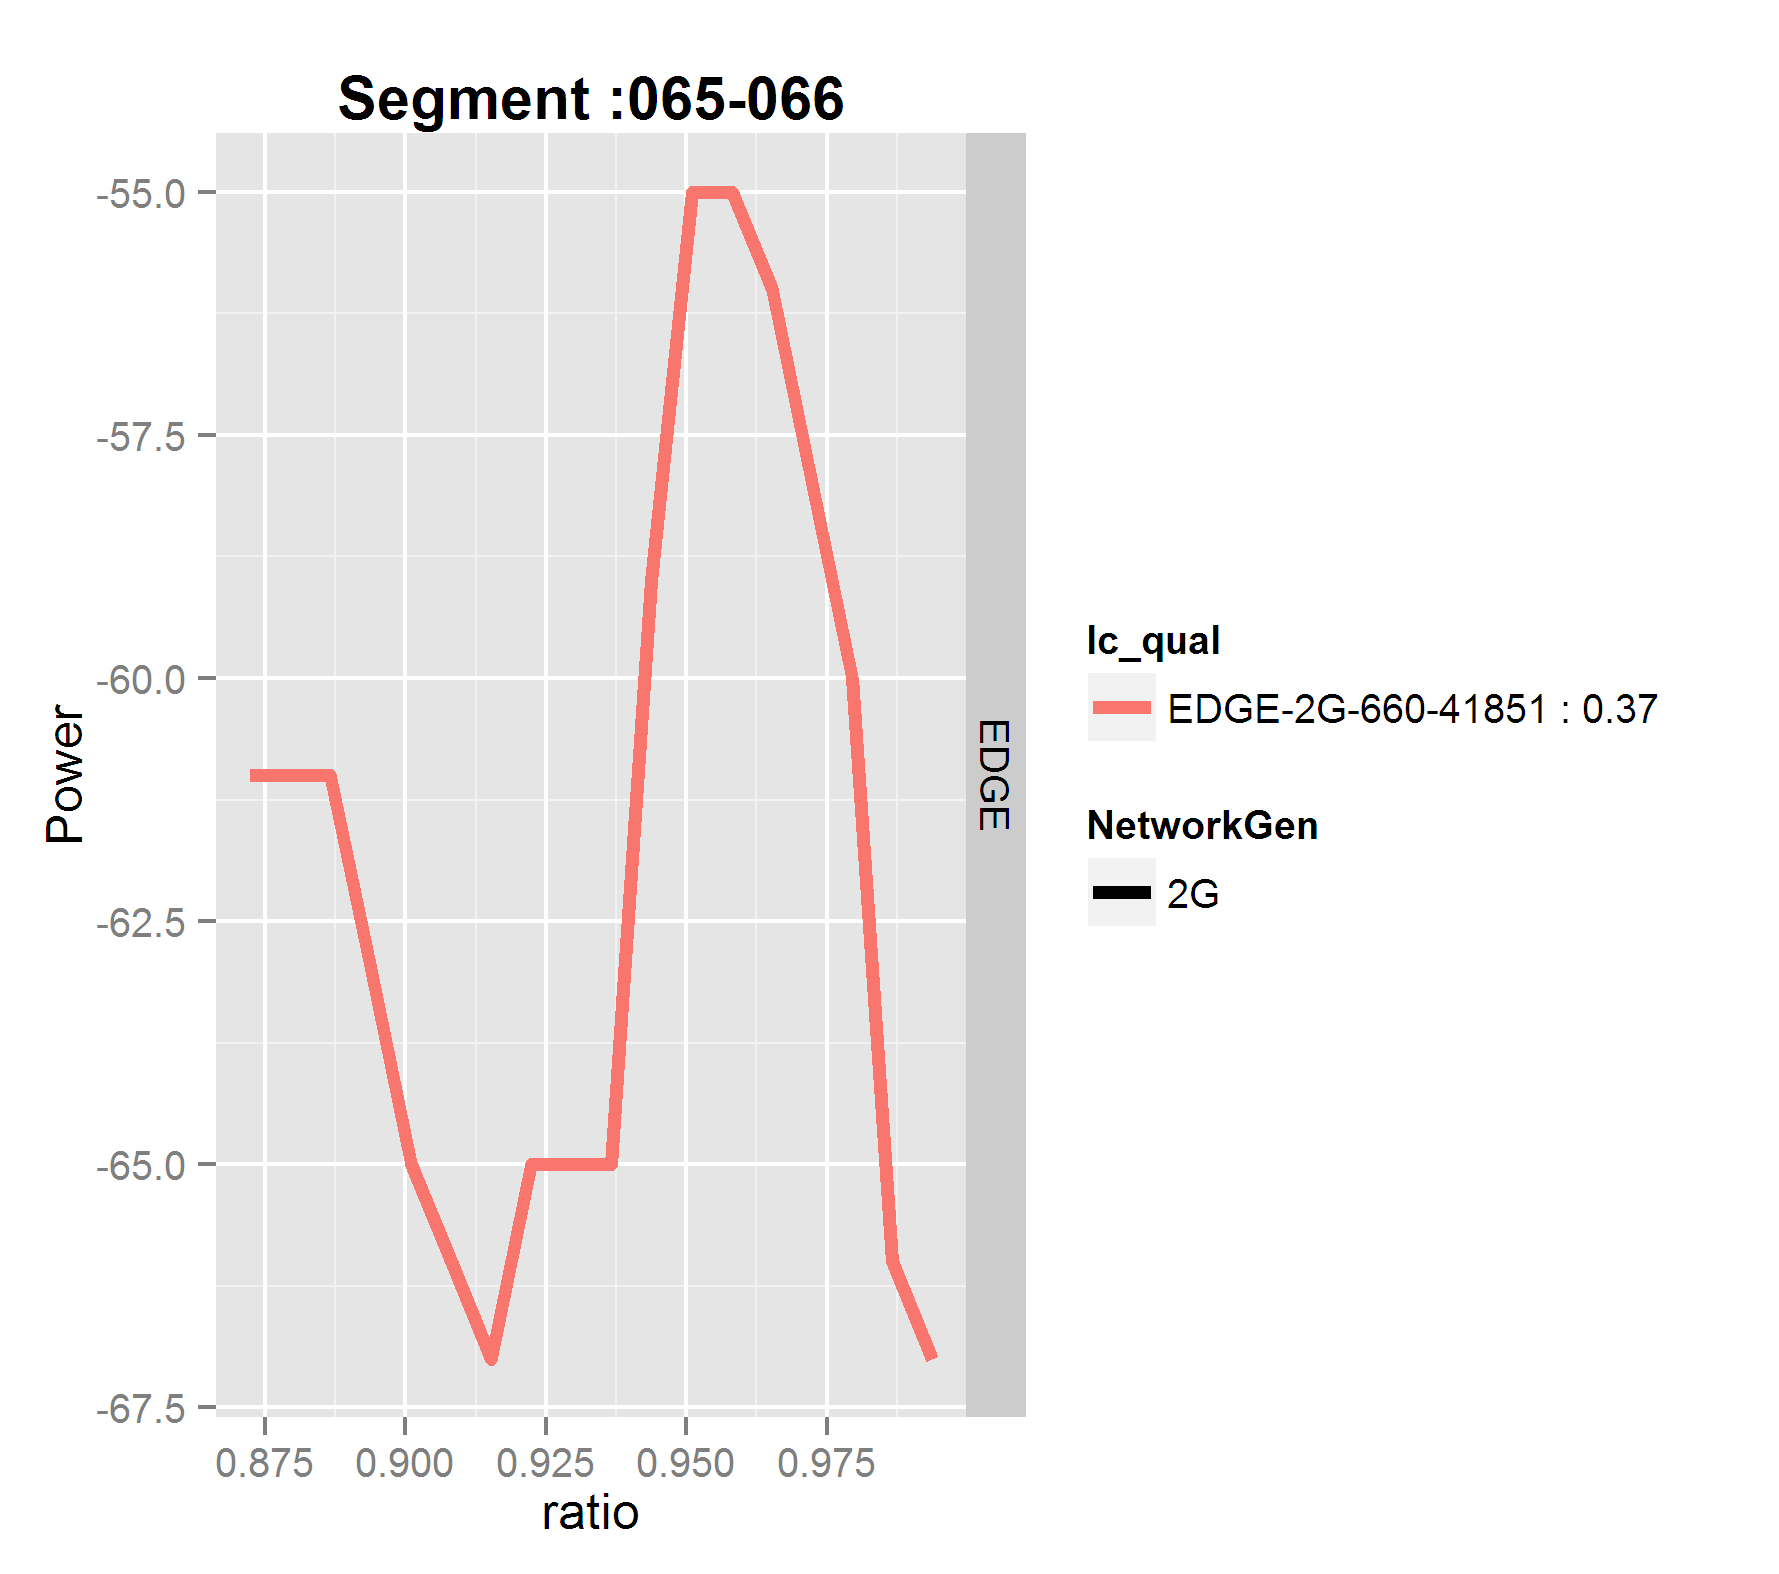 Segment :065-066
-55.0
-57.5
-60.0
-62.5
-65.0
-67.5
Power
0.875 0.900 0.925 0.950 0.975
ratio
EDGE
lc_qual
EDGE-2G-660-41851 : 0.37
NetworkGen
2G